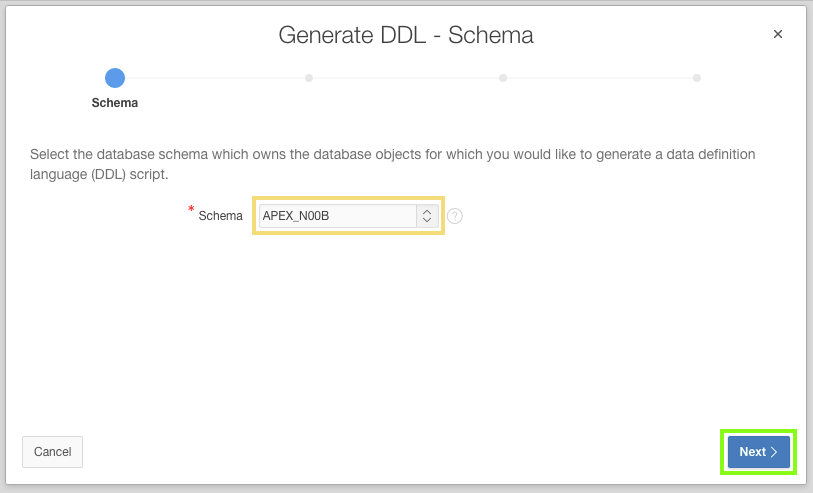 Generate DDL - Schema
Schema
Select the database schema which owns the database objects for which you would like to generate a data definition
language (DDL) script.
* Schema APEX_N00B ?
Cancel
Next